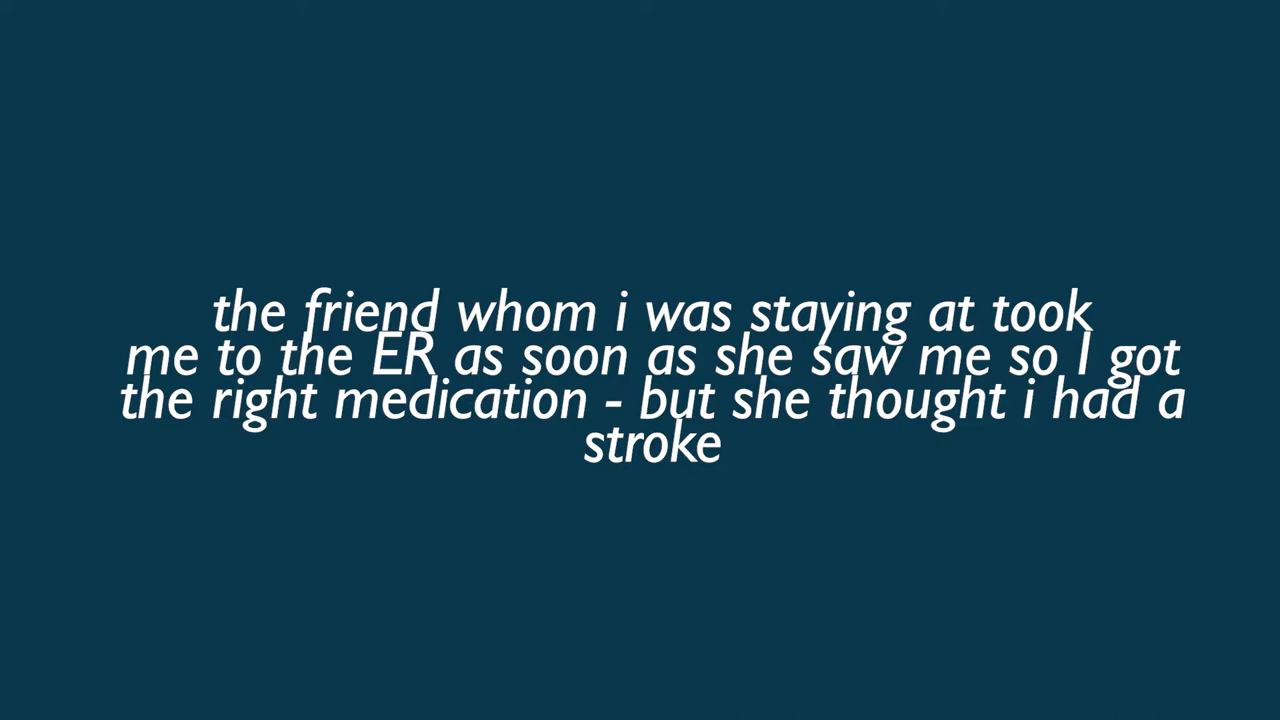 the friend whom i was staying at took
me to the ER as soon as she saw me so I got
the right medication - but she thought i had a
stroke